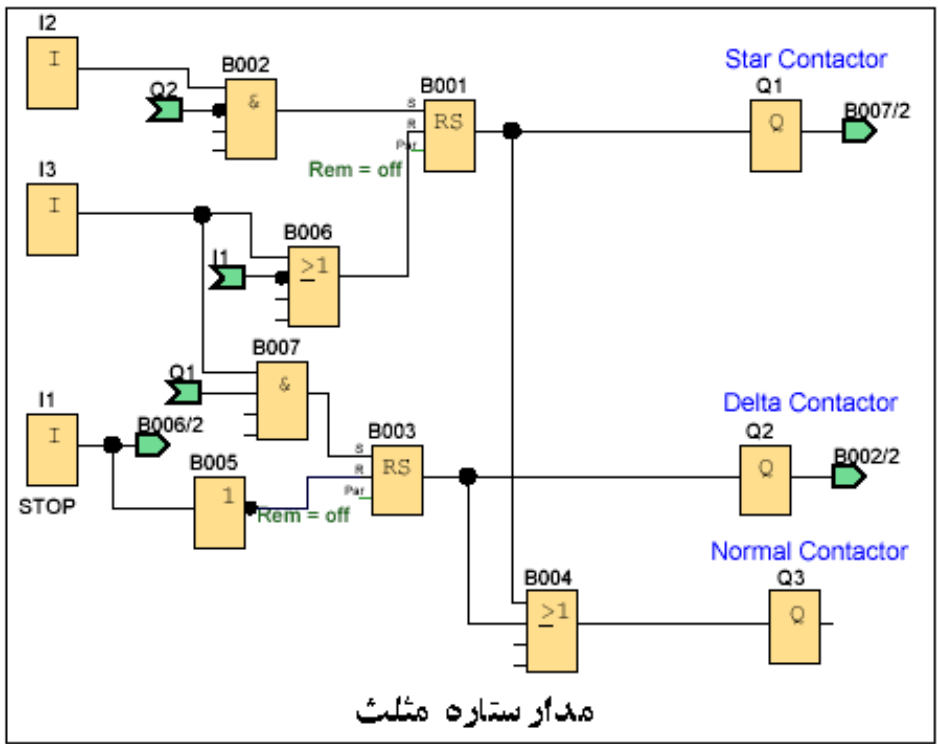 I2
I
Q2
B002
&
B001
S
R
RS
Par
Rem = off
Star Contactor
Q1
Q
B007/2
I3
I
I1
B006
>1
B007
Q1
&
I1
I
STOP
B006/2
B005
1
Rem = off
B003
S
R
RS
Par
Delta Contactor
Q2
Q
B002/2
Normal Contactor
B004
>1
Q3
Q
مدار ستاره مثلث